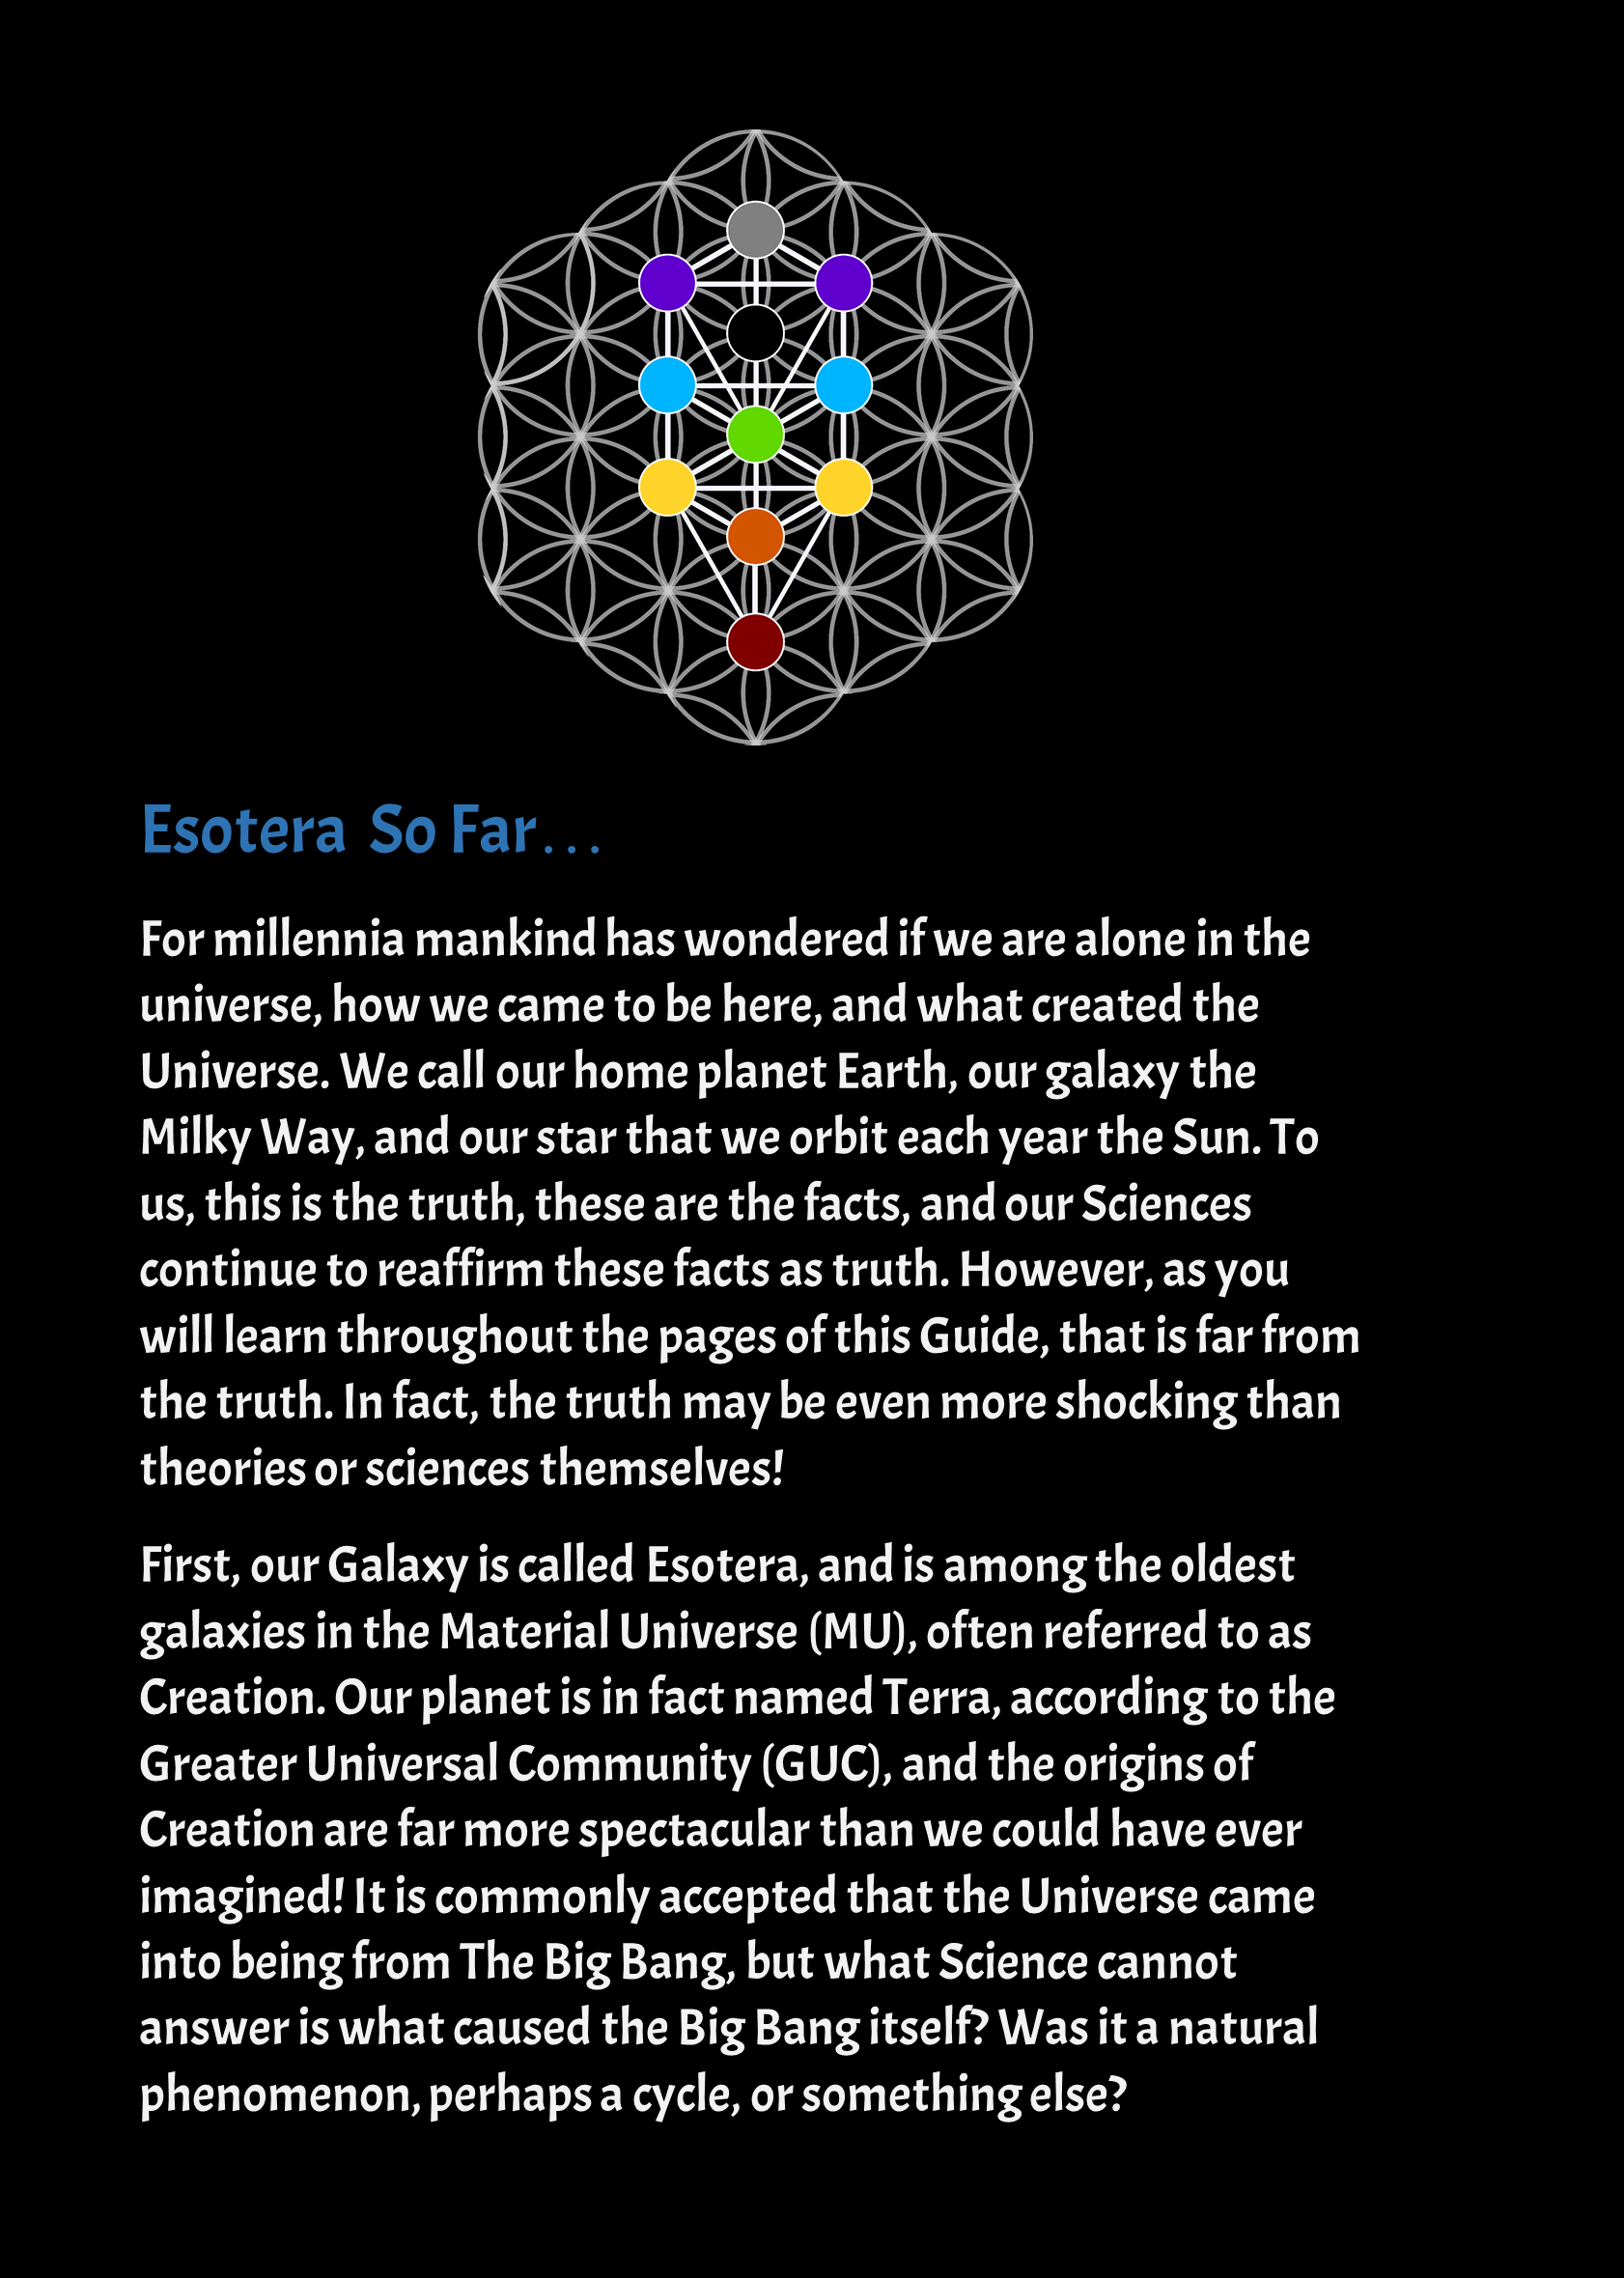 Esotera So Far...
For millennia mankind has wondered if we are alone in the
universe, how we came to be here, and what created the
Universe. We call our home planet Earth, our galaxy the
Milky Way, and our star that we orbit each year the Sun. To
us, this is the truth, these are the facts, and our Sciences
continue to reaffirm these facts as truth. However, as you
will learn throughout the pages of this Guide, that is far from
the truth. In fact, the truth may be even more shocking than
theories or sciences themselves!
First, our Galaxy is called Esotera, and is among the oldest
galaxies in the Material Universe (MU), often referred to as
Creation. Our planet is in fact named Terra, according to the
Greater Universal Community (GUC), and the origins of
Creation are far more spectacular than we could have ever
imagined! It is commonly accepted that the Universe came
into being from The Big Bang, but what Science cannot
answer is what caused the Big Bang itself? Was it a natural
phenomenon, perhaps a cycle, or something else?